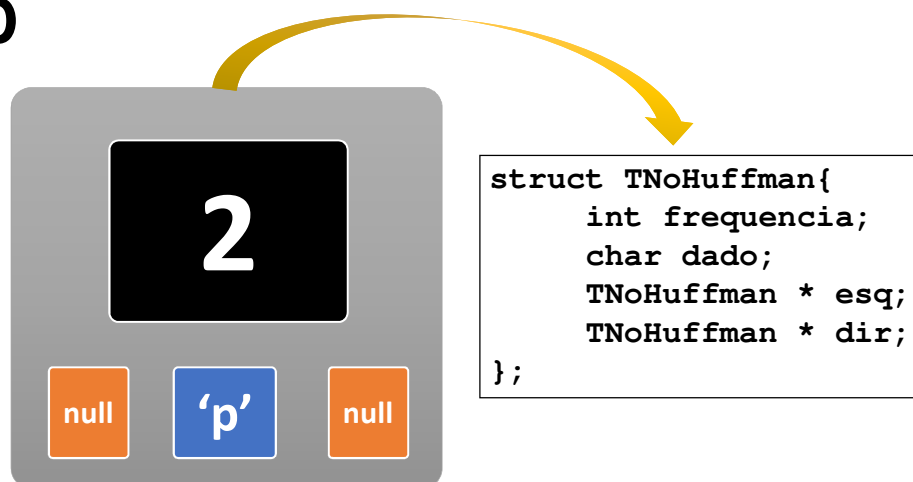 2
null
‘p’
null
struct TNoHuffman{
int frequencia;
char dado;
TNoHuffman * esq;
TNoHuffman * dir;
};